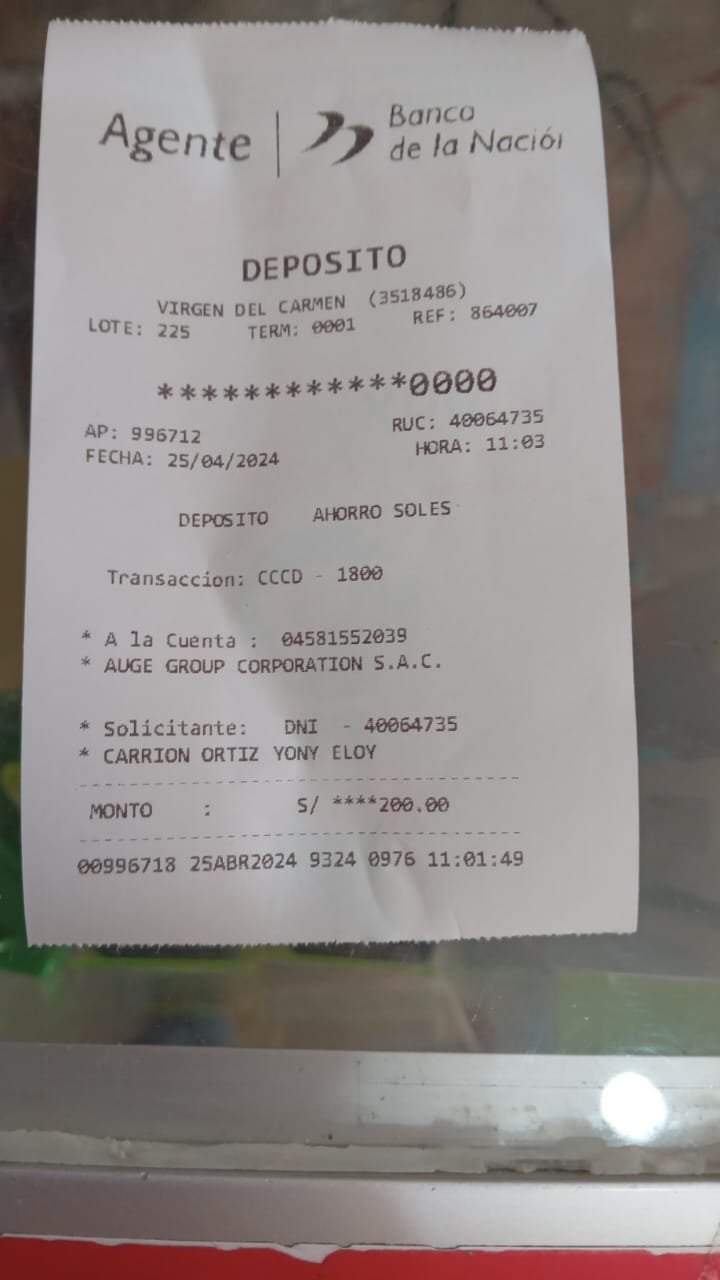 Agente
Banco
de la Nació
DEPOSITO
VIRGEN DEL CARMEN (3518486)
LOTE: 225 TERM: 0001 REF: 864007
************0000
AP: 996712 RUC: 40064735
FECHA: 25/04/2024 HORA: 11:03
DEPOSITO AHORRO SOLES
Transaccion: CCCD - 1800
* A la Cuenta : 04581552039
* AUGE GROUP CORPORATION S.A.C.
* Solicitante: DNI - 40064735
* CARRION ORTIZ YONY ELOY
MONTO : S/ ****200.00
00996718 25ABR2024 9324 0976 11:01:49